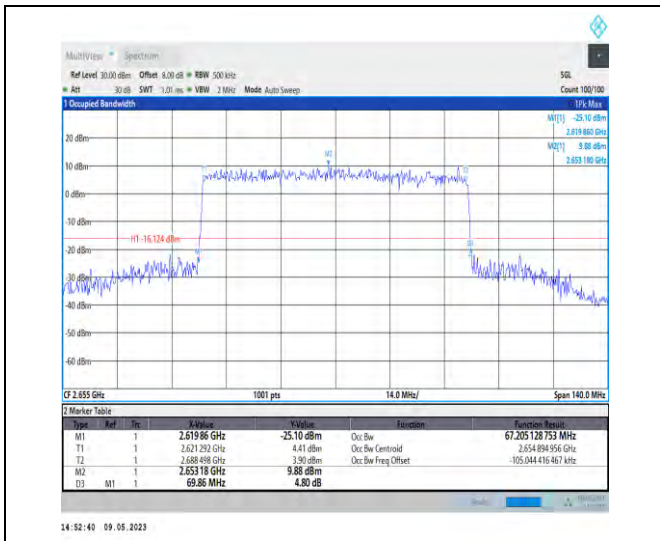 MultiView Spectrum
Ref Level 30.00 dBm Offset 8.09 dB RBW 500 kHz SGL
Att 30 dB SWT 1.01 ms VBW 2 MHz Mode Auto Sweep Count 100/100
1 Occupied Bandwidth 1Pk Max
M1[1] -25.10 dBm
2.619 860 GHz
M2[1] 9.88 dBm
2.653 180 GHz
20 dBm
M2
10 dBm
0 dBm
-10 dBm
H1 -16.124 dBm
-20 dBm
-30 dBm
-40 dBm
-50 dBm
-60 dBm
CF 2.655 GHz 1001 pts 14.0 MHz/ Span 140.0 MHz
2 Marker Table
Type Ref Trc X-Value Y-Value Function Function Result
M1 1 2.619 86 GHz -25.10 dBm Occ Bw 67.205 128 753 MHz
T1 1 2.621 292 GHz 4.41 dBm Occ Bw Centroid 2.654 894 956 GHz
T2 1 2.688 498 GHz 3.90 dBm Occ Bw Freq Offset -105.044 416 467 kHz
M2 1 2.653 18 GHz 9.88 dBm
D3 M1 1 69.86 MHz 4.80 dB
14:52:40 09.05.2023